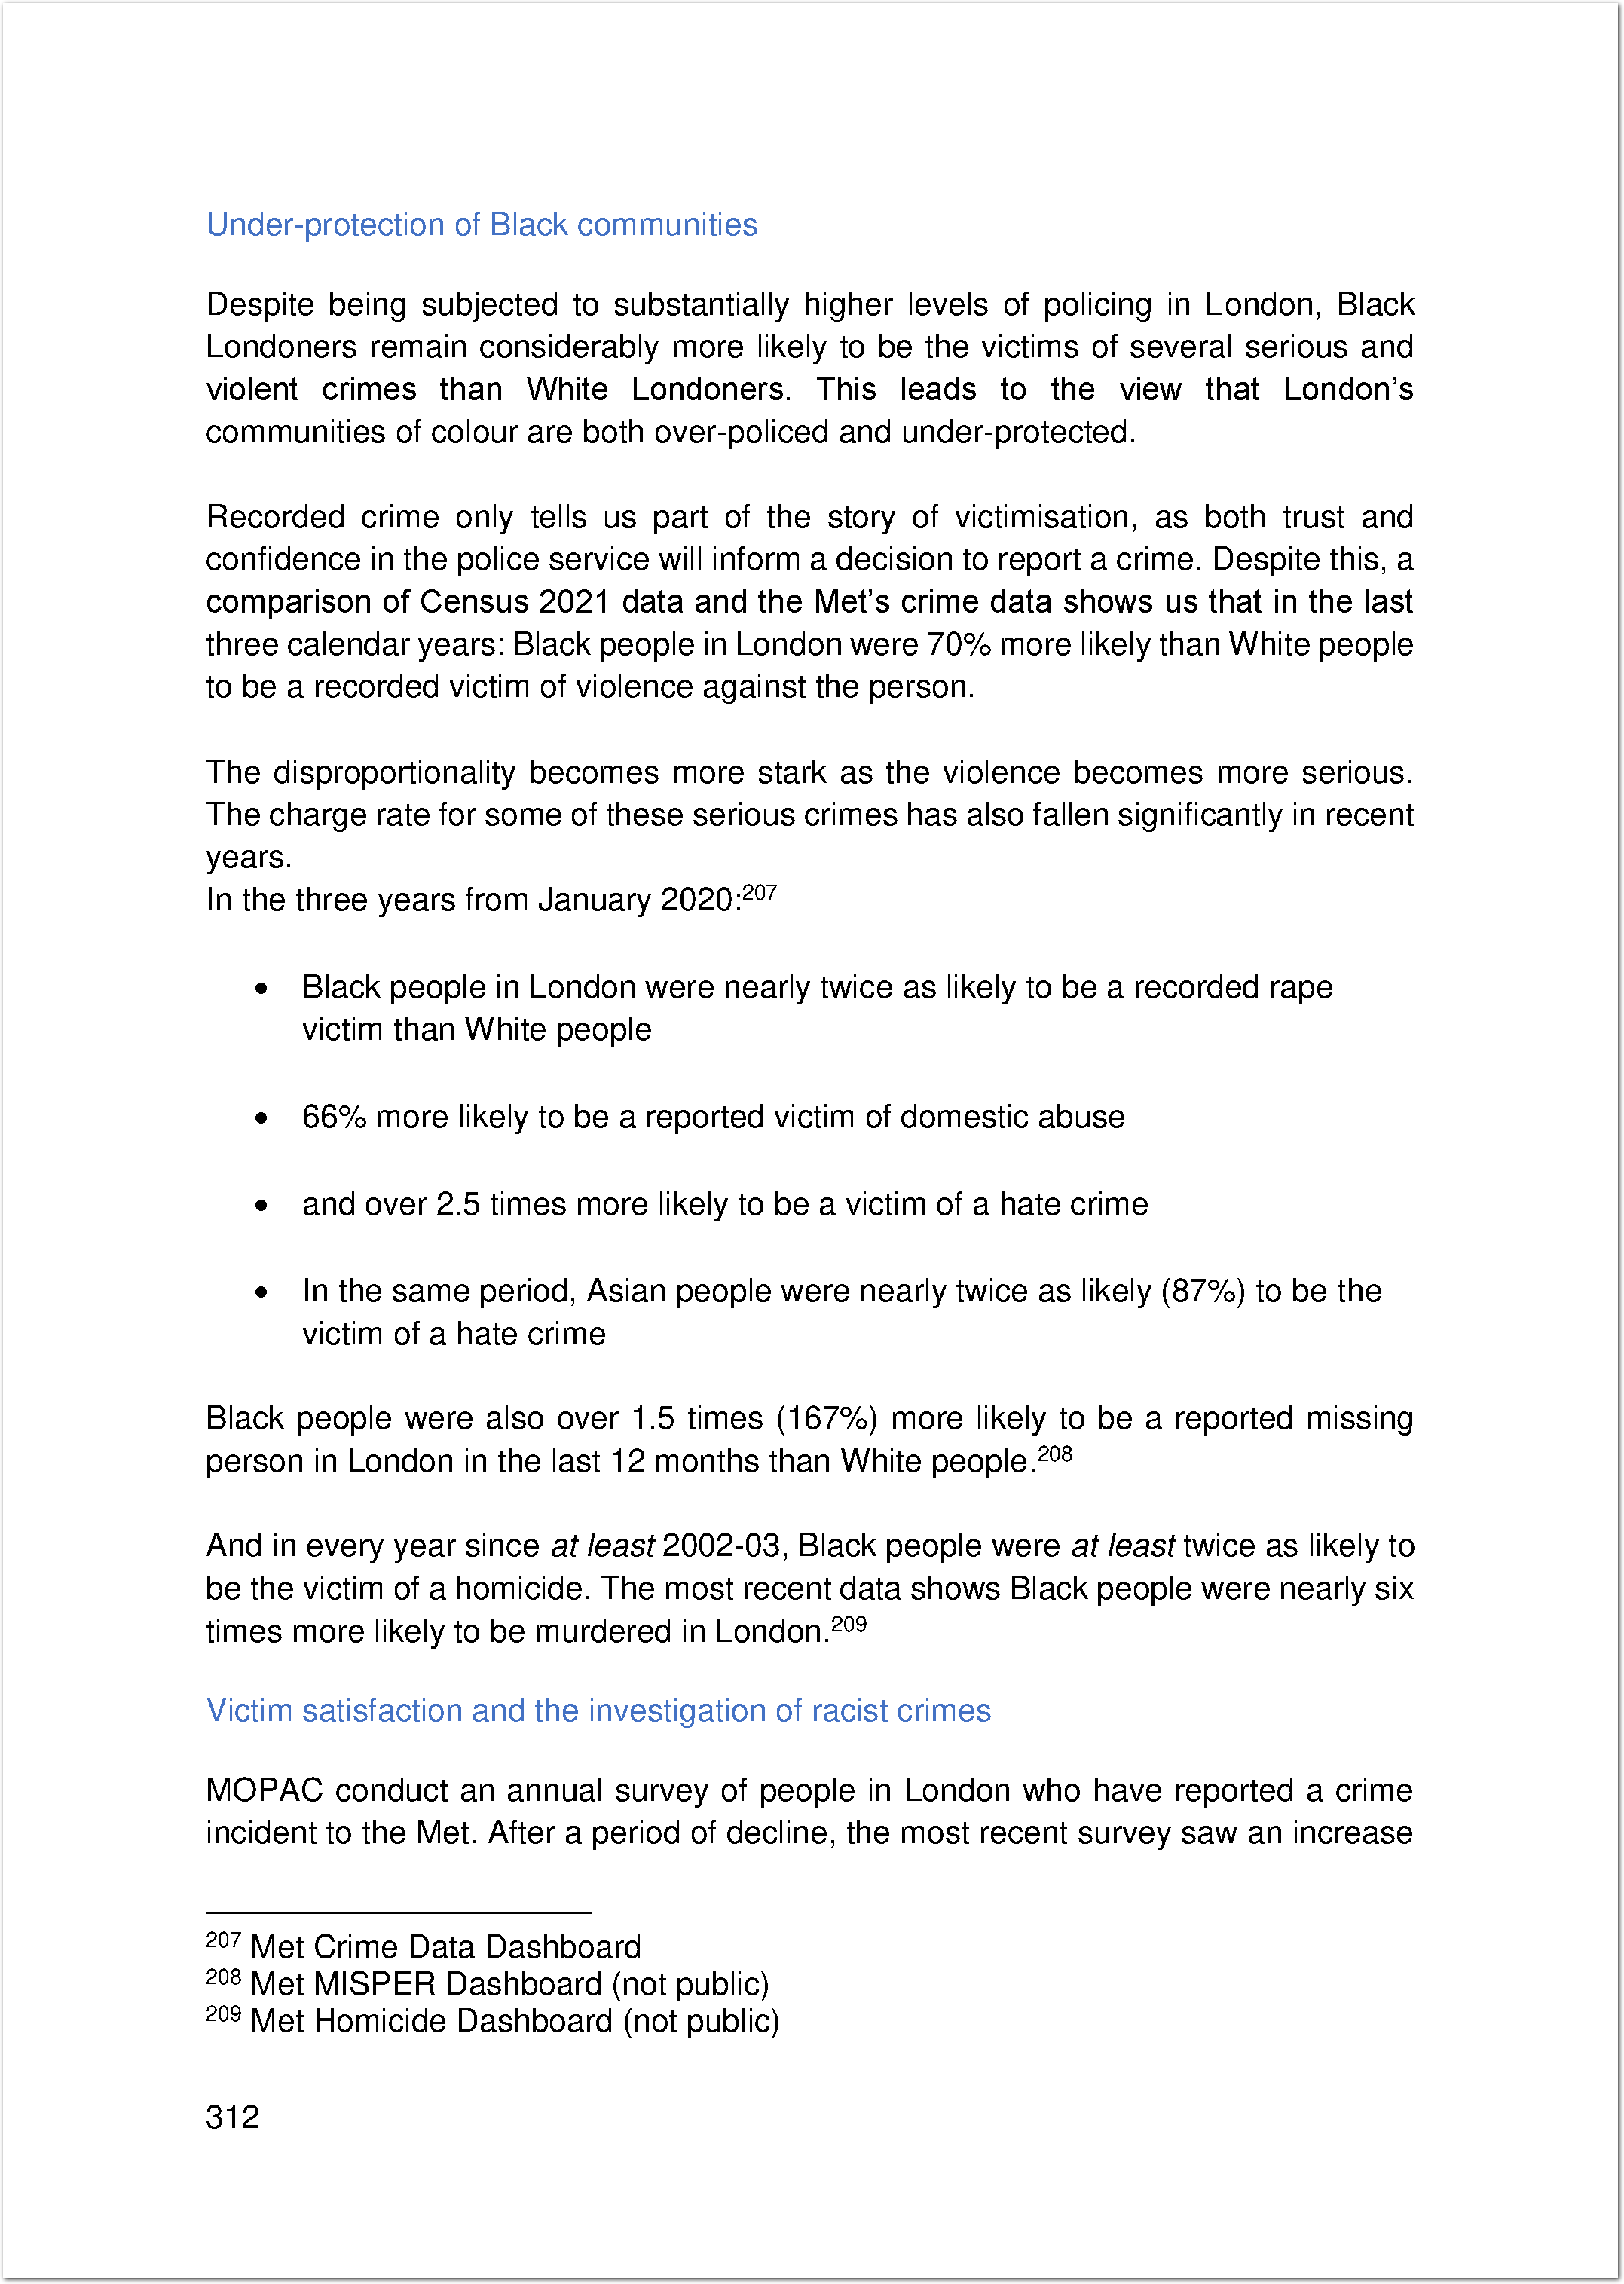 Under-protection of Black communities
Despite being subjected to substantially higher levels of policing in London, Black
Londoners remain considerably more likely to be the victims of several serious and
violent crimes than White Londoners. This leads to the view that London’s
communities of colour are both over-policed and under-protected.
Recorded crime only tells us part of the story of victimisation, as both trust and
confidence in the police service will inform a decision to report a crime. Despite this, a
comparison of Census 2021 data and the Met’s crime data shows us that in the last
three calendar years: Black people in London were 70% more likely than White people
to be a recorded victim of violence against the person.
The disproportionality becomes more stark as the violence becomes more serious.
The charge rate for some of these serious crimes has also fallen significantly in recent
years.
In the three years from January 2020:207
• Black people in London were nearly twice as likely to be a recorded rape
victim than White people
• 66% more likely to be a reported victim of domestic abuse
• and over 2.5 times more likely to be a victim of a hate crime
• In the same period, Asian people were nearly twice as likely (87%) to be the
victim of a hate crime
Black people were also over 1.5 times (167%) more likely to be a reported missing
person in London in the last 12 months than White people.208
And in every year since at least 2002-03, Black people were at least twice as likely to
be the victim of a homicide. The most recent data shows Black people were nearly six
times more likely to be murdered in London.209
Victim satisfaction and the investigation of racist crimes
MOPAC conduct an annual survey of people in London who have reported a crime
incident to the Met. After a period of decline, the most recent survey saw an increase
207 Met Crime Data Dashboard
208 Met MISPER Dashboard (not public)
209 Met Homicide Dashboard (not public)
312